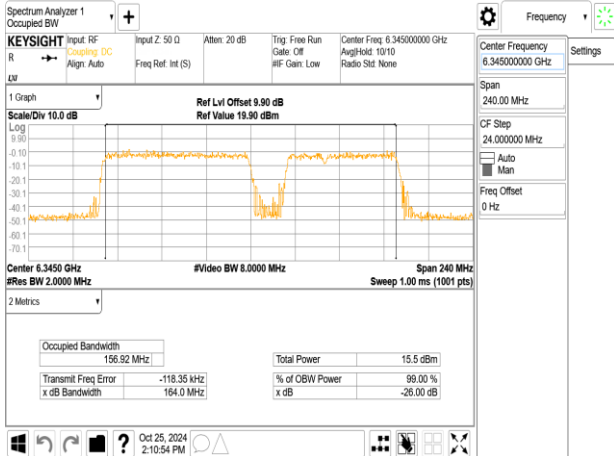 Spectrum Analyzer 1
Occupied BW
Frequency
KEYSIGHT
R
LXI
Input: RF
Coupling: DC
Align: Auto
Input Z: 50 Ω
Freq Ref: Int (S)
Atten: 20 dB
Trig: Free Run
Gate: Off
#IF Gain: Low
Center Freq: 6.345000000 GHz
Avg|Hold: 10/10
Radio Std: None
Center Frequency
6.345000000 GHz
Settings
Span
240.00 MHz
CF Step
24.000000 MHz
Auto
Man
Freq Offset
0 Hz
1 Graph
Scale/Div 10.0 dB
Ref Lvl Offset 9.90 dB
Ref Value 19.90 dBm
Log
9.90
-0.10
-10.1
-20.1
-30.1
-40.1
-50.1
-60.1
-70.1
Center 6.3450 GHz
#Video BW 8.0000 MHz
Span 240 MHz
#Res BW 2.0000 MHz
Sweep 1.00 ms (1001 pts)
2 Metrics
Occupied Bandwidth
156.92 MHz
Total Power 15.5 dBm
Transmit Freq Error -118.35 kHz
% of OBW Power 99.00 %
x dB Bandwidth 164.0 MHz
x dB -26.00 dB
?
Oct 25, 2024
2:10:54 PM